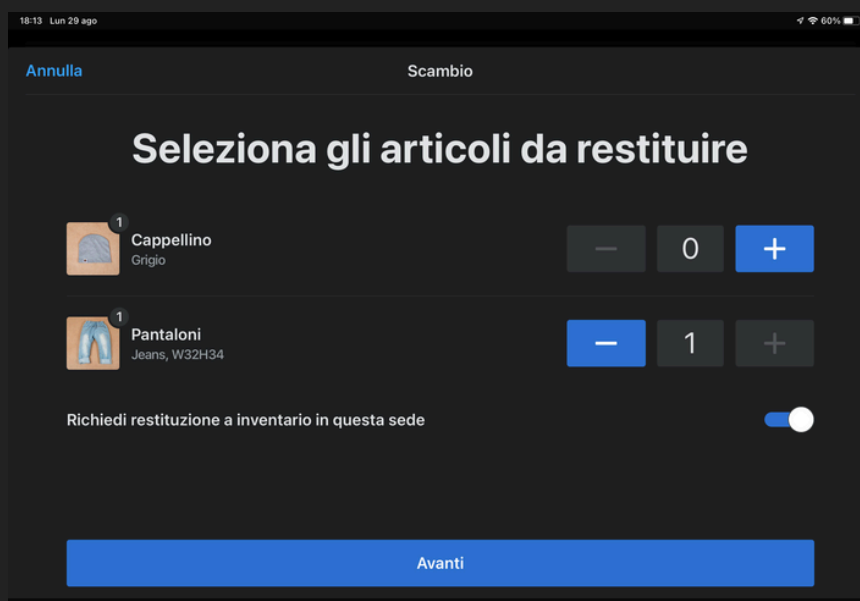 18:13 Lun 29 ago
60%
Annulla
Scambio
Seleziona gli articoli da restituire
1
Cappellino
Grigio
0
1
Pantaloni
Jeans, W32H34
1
Richiedi restituzione a inventario in questa sede
Avanti